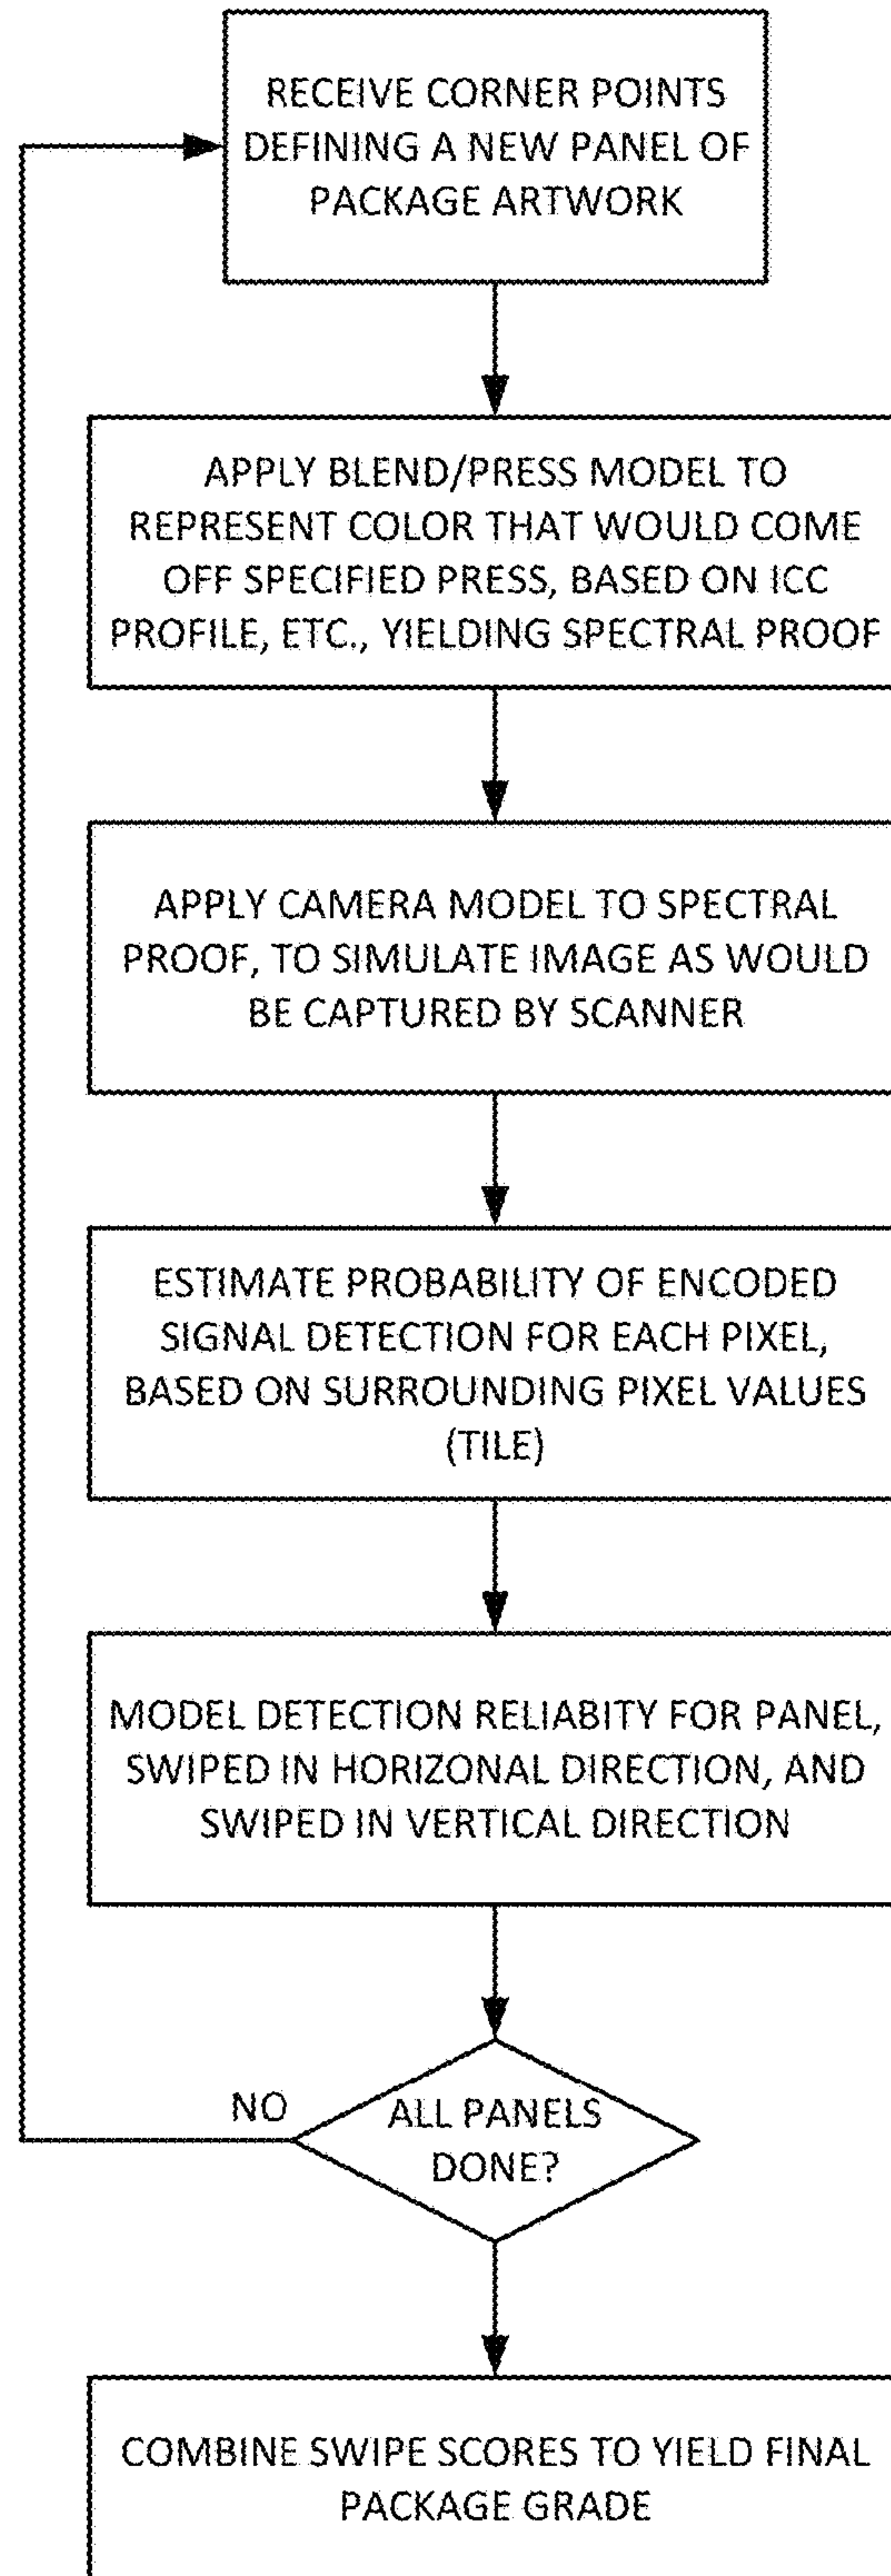 RECEIVE CORNER POINTS
DEFINING A NEW PANEL OF
PACKAGE ARTWORK
APPLY BLEND/PRESS MODEL TO
REPRESENT COLOR THAT WOULD COME
OFF SPECIFIED PRESS, BASED ON ICC
PROFILE, ETC., YIELDING SPECTRAL PROOF
APPLY CAMERA MODEL TO SPECTRAL
PROOF, TO SIMULATE IMAGE AS WOULD
BE CAPTURED BY SCANNER
ESTIMATE PROBABILITY OF ENCODED
SIGNAL DETECTION FOR EACH PIXEL,
BASED ON SURROUNDING PIXEL VALUES
(TILE)
MODEL DETECTION RELIABITY FOR PANEL,
SWIPED IN HORIZONAL DIRECTION, AND
SWIPED IN VERTICAL DIRECTION
NO
ALL PANELS
DONE?
COMBINE SWIPE SCORES TO YIELD FINAL
PACKAGE GRADE